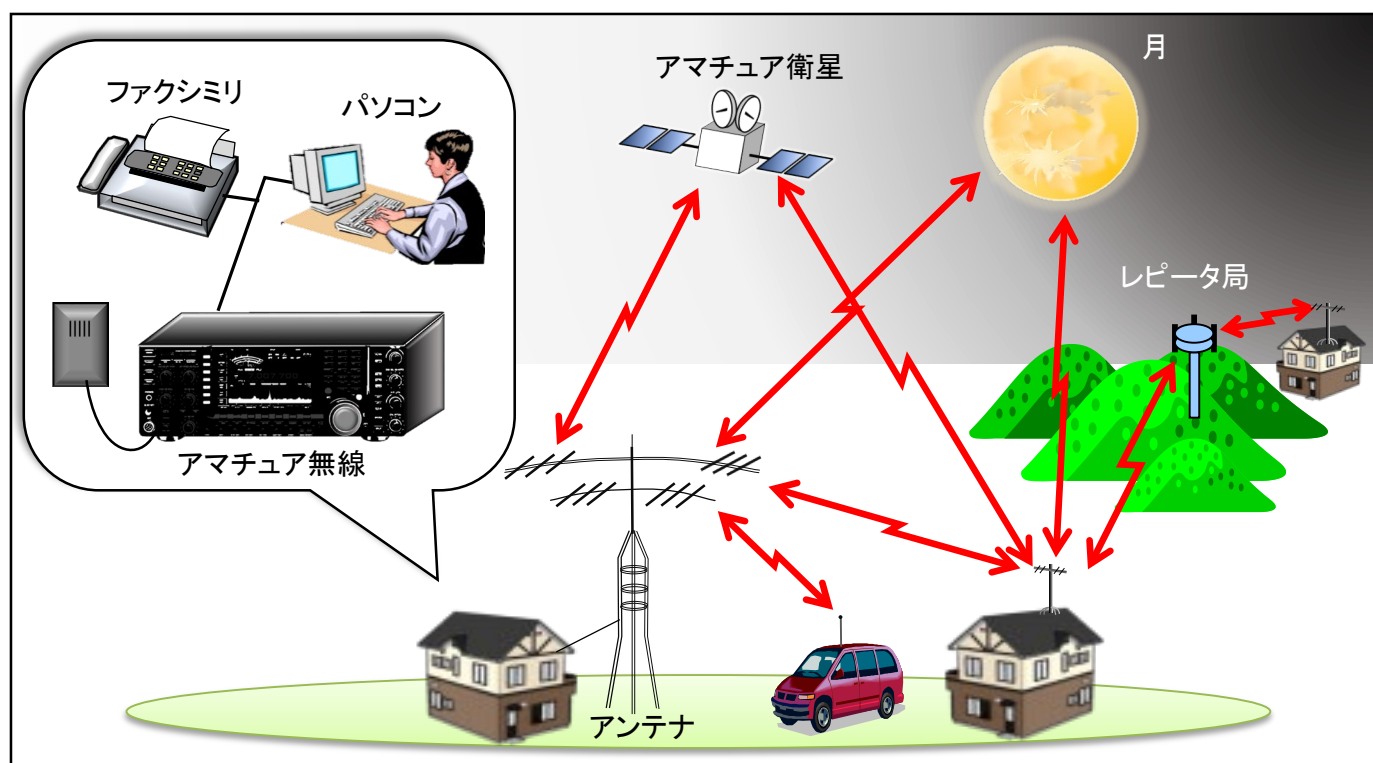 ファクシミリ
パソコン
アマチュア無線
アマチュア衛星
月
レピータ局
アンテナ